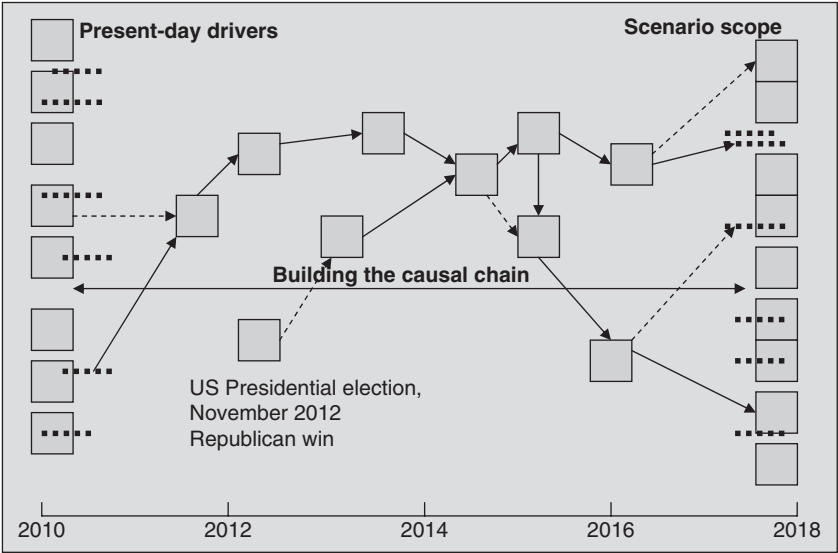 Present-day drivers
Scenario scope
Building the causal chain
US Presidential election,
November 2012
Republican win
2010 2012 2014 2016 2018